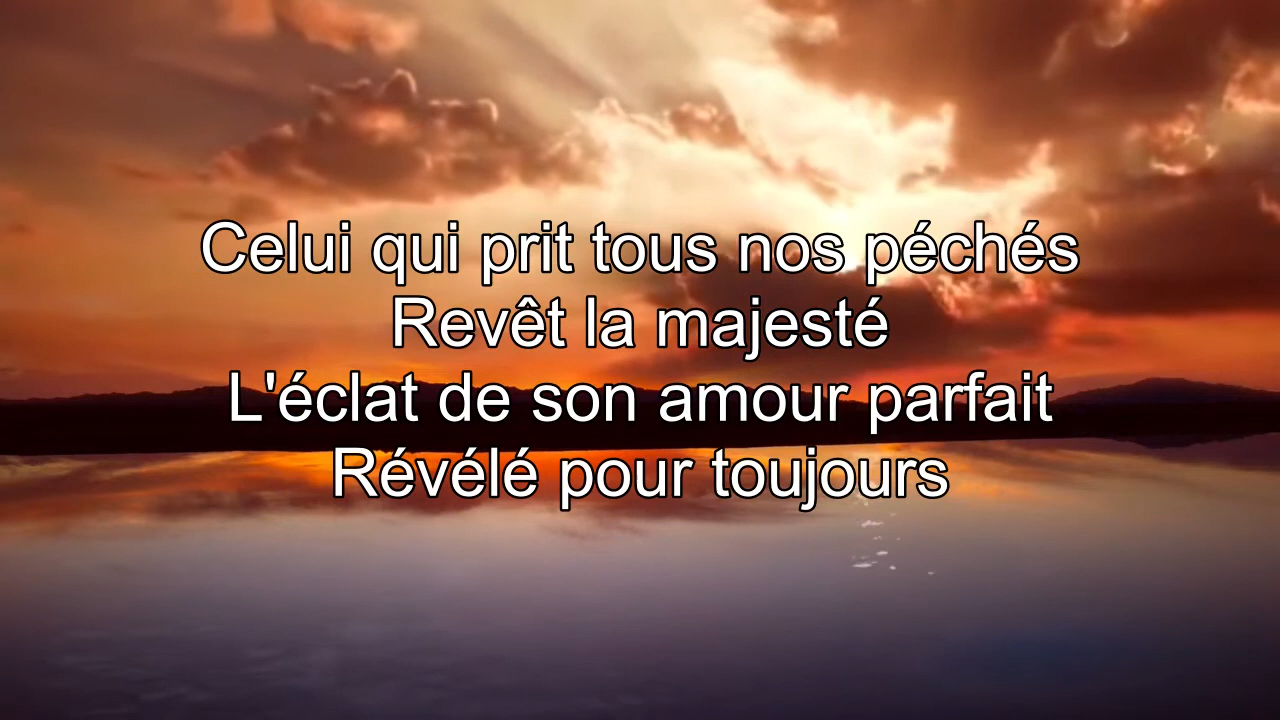 Celui qui prit tous nos péchés
Revêt la majesté
L'éclat de son amour parfait
Révélé pour toujours